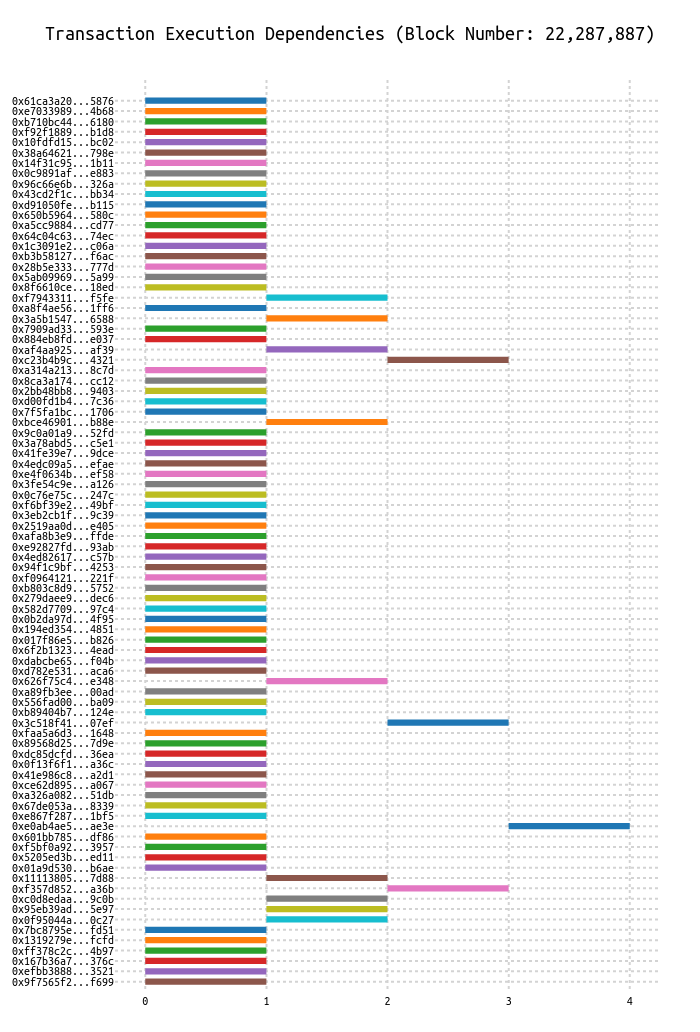 Transaction Execution Dependencies (Block Number: 22,287,887)
0x61ca3a20...5876
0xe7033989...4b68
0xb710bc44...6180
0xf92f1889...b1d8
0x10fdfd15...bc02
0x38a64621...798e
0x14f31c95...1b11
0x0c9891af...e883
0x96c66e6b...326a
0x43cd2f1c...bb34
0xd91050fe...b115
0x650b5964...580c
0xa5cc9884...cd77
0x64c04c63...74ec
0x1c3091e2...c06a
0xb3b58127...f6ac
0x28b5e333...777d
0x5ab09969...5a99
0x8f6610ce...18ed
0xf7943311...f5fe
0xa8f4ae56...1ff6
0x3a5b1547...6588
0x7909ad33...593e
0x884eb8fd...e037
0xaf4aa925...af39
0xc23b4b9c...4321
0xa314a213...8c7d
0x8ca3a174...cc12
0x2bb48bb8...9403
0xd00fd1b4...7c36
0x7f5fa1bc...1706
0xbce46901...b88e
0x9c0a01a9...52fd
0x3a78abd5...c5e1
0x41fe39e7...9dce
0x4edc09a5...efae
0xe4f0634b...ef58
0x3fe54c9e...a126
0x0c76e75c...247c
0xf6bf39e2...49bf
0x3eb2cb1f...9c39
0x2519aa0d...e405
0xafa8b3e9...ffde
0xe92827fd...93ab
0x4ed82617...c57b
0x94f1c9bf...4253
0xf0964121...221f
0xb803c8d9...5752
0x279daee9...dec6
0x582d7709...97c4
0x0b2da97d...4f95
0x194ed354...4851
0x017f86e5...b826
0x6f2b1323...4ead
0xdabcbe65...f04b
0xd782e531...aca6
0x626f75c4...e348
0xa89fb3ee...00ad
0x556fad00...ba09
0xb89404b7...124e
0x3c518f41...07ef
0xfaa5a6d3...1648
0x89568d25...7d9e
0xdc85dcfd...36ea
0x0f13f6f1...a36c
0x41e986c8...a2d1
0xce62d895...a067
0xa326a082...51db
0x67de053a...8339
0xe867f287...1bf5
0xe0ab4ae5...ae3e
0x601bb785...df86
0xf5bf0a92...3957
0x5205ed3b...ed11
0x01a9d530...b6ae
0x11113805...7d88
0xf357d852...a36b
0xc0d8edaa...9c0b
0x95eb39ad...5e97
0x0f95044a...0c27
0x7bc8795e...fd51
0x1319279e...fcfd
0xff378c2c...4b97
0x167b36a7...376c
0xefbb3888...3521
0x9f7565f2...f699
0 1 2 3 4